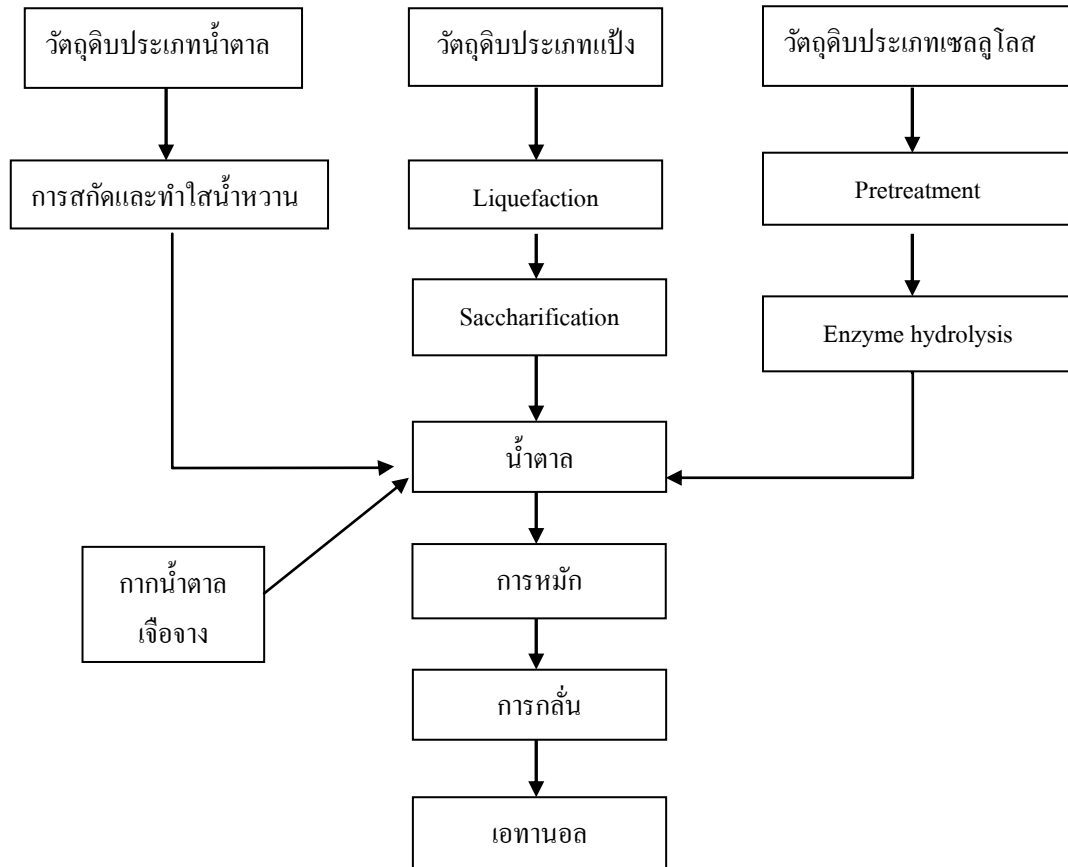 วัตถุดิบประเภทน้ำตาล
วัตถุดิบประเภทแป้ง
วัตถุดิบประเภทเซลลูโลส
การสกัดและทำใสน้ำหวาน
Liquefaction
Pretreatment
Saccharification
Enzyme hydrolysis
น้ำตาล
กากน้ำตาล
เจือจาง
การหมัก
การกลั่น
เอทานอล